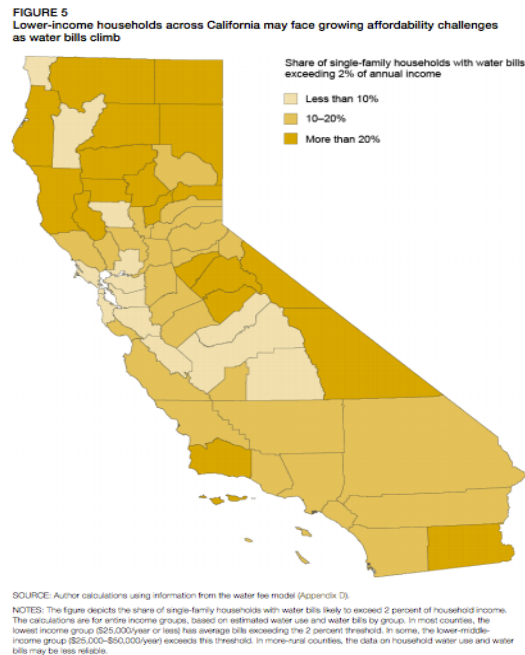 FIGURE 5
Lower-income households across California may face growing affordability challenges
as water bills climb
Share of single-family households with water bills
exceeding 2% of annual income
Less than 10%
10–20%
More than 20%
SOURCE: Author calculations using information from the water fee model (Appendix D).
NOTES: The figure depicts the share of single-family households with water bills likely to exceed 2 percent of household income.
The calculations are for entire income groups, based on estimated water use and water bills by group. In most counties, the
lowest income group ($25,000/year or less) has average bills exceeding the 2 percent threshold. In some, the lower-middle-
income group ($25,000–$50,000/year) exceeds this threshold. In more-rural counties, the data on household water use and water
bills may be less reliable.